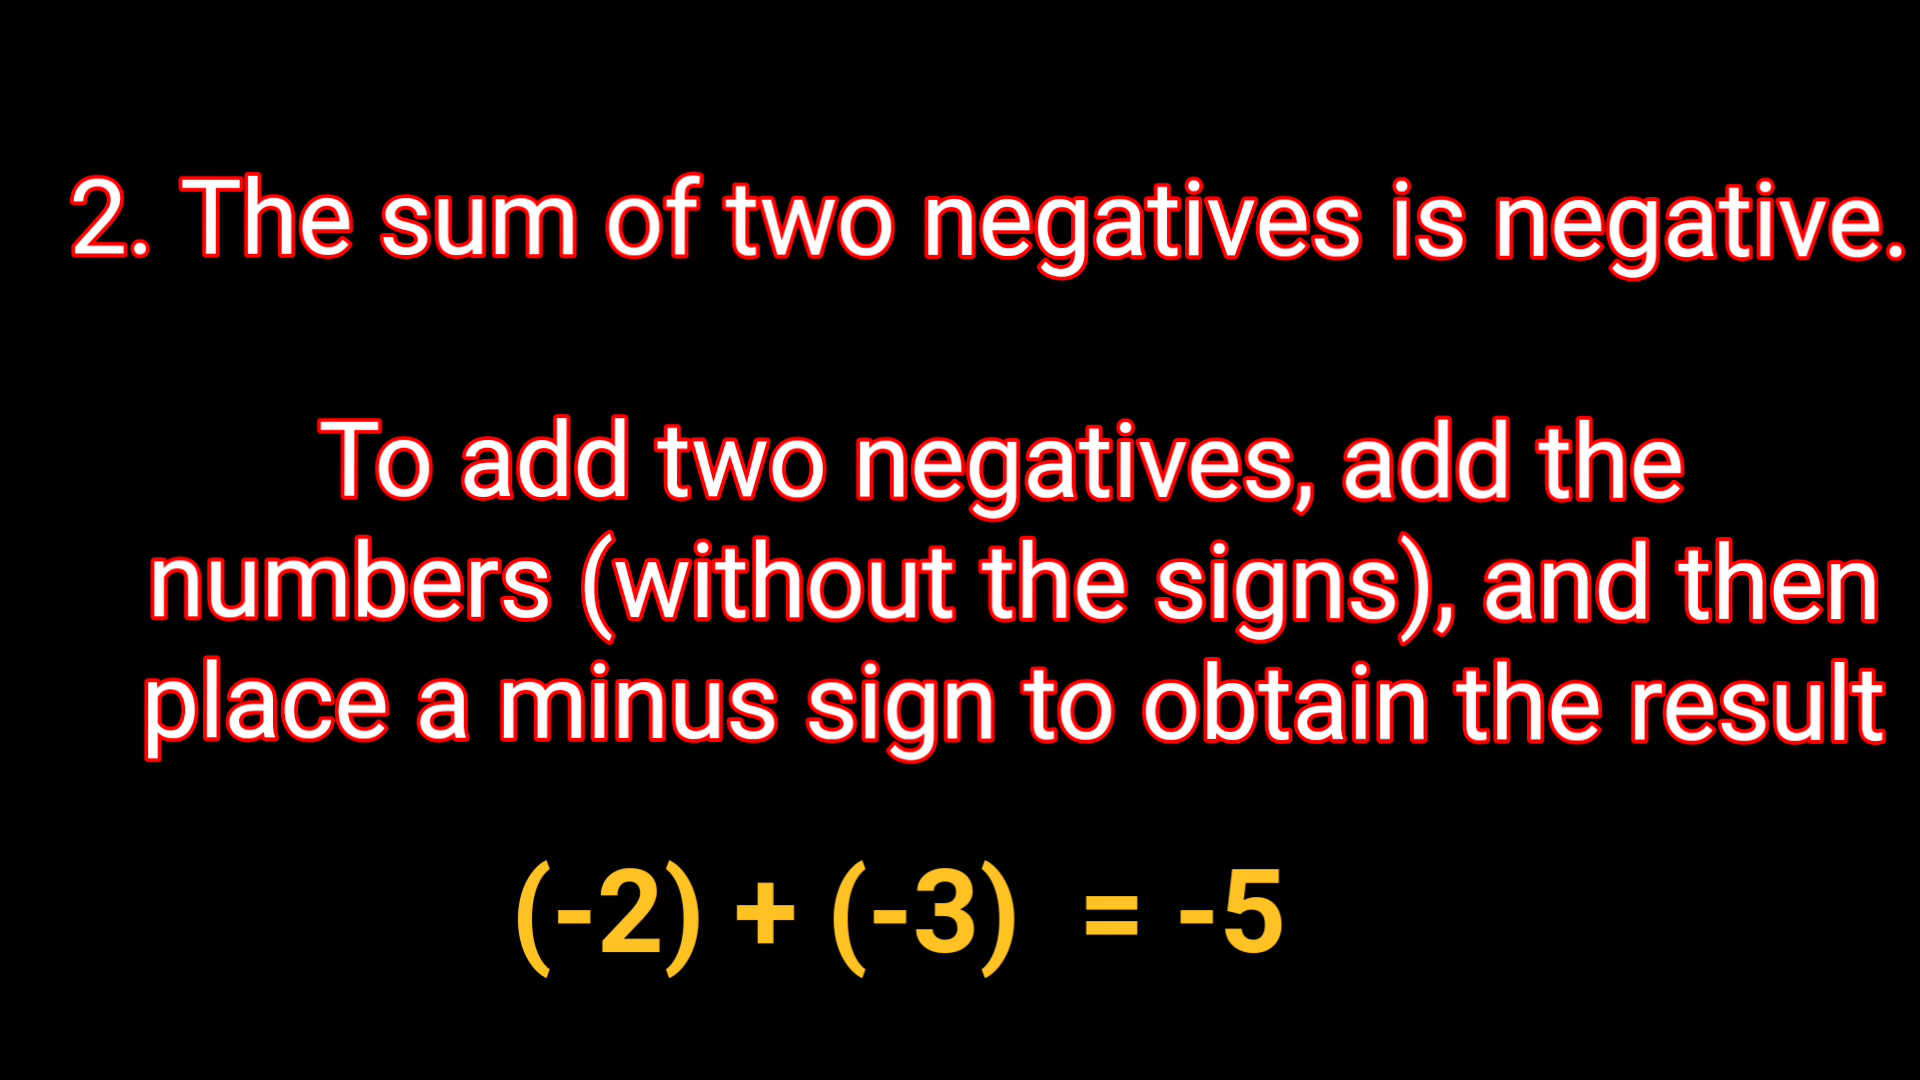 2. The sum of two negatives is negative.
To add two negatives, add the
numbers (without the signs), and then
place a minus sign to obtain the result
(-2) + (-3) = -5